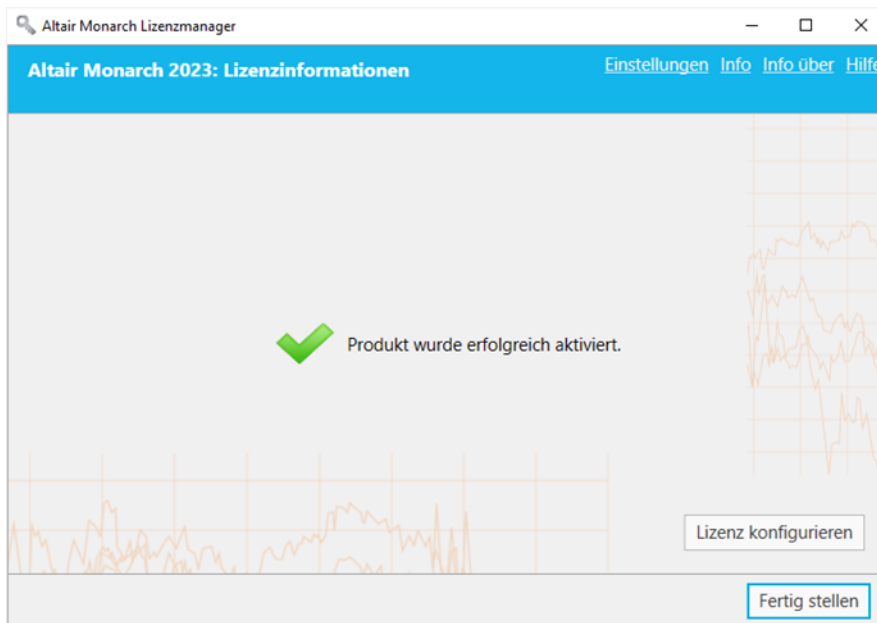 Altair Monarch Lizenzmanager
Altair Monarch 2023: Lizenzinformationen
Einstellungen Info Info über Hilfe
Produkt wurde erfolgreich aktiviert.
Lizenz konfigurieren
Fertig stellen